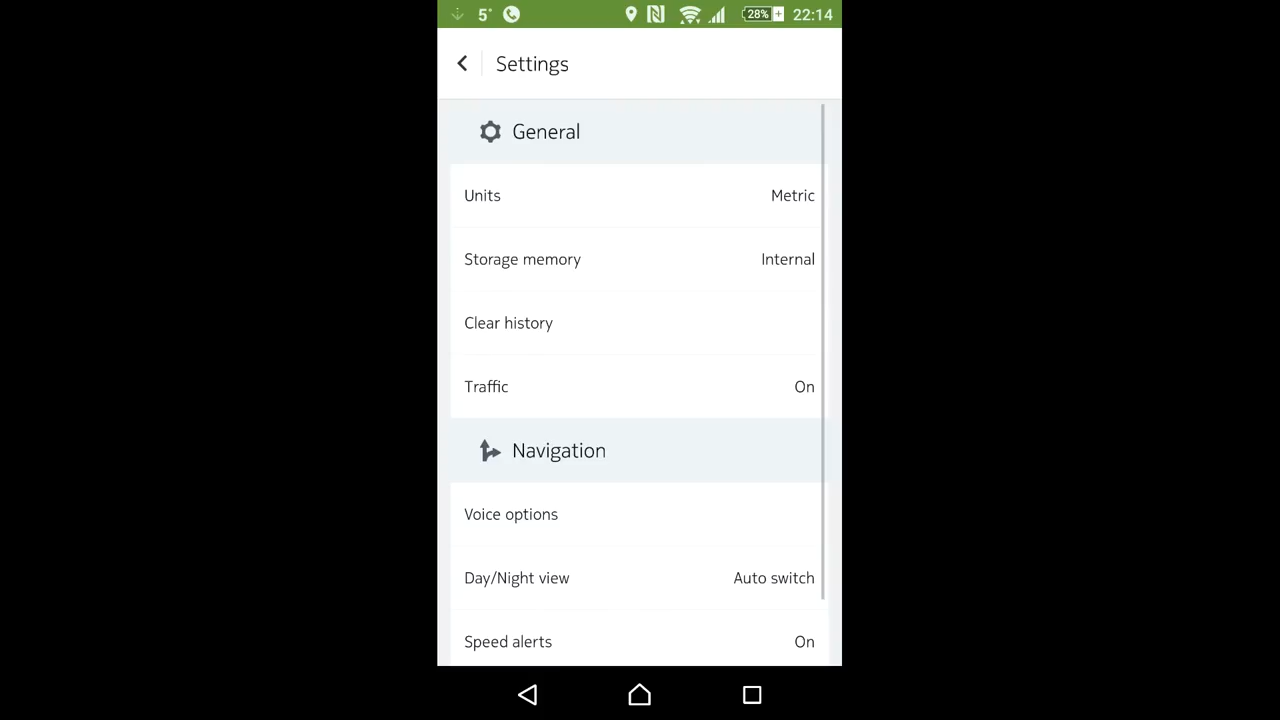 5° 28% 22:14
Settings
General
Units Metric
Storage memory Internal
Clear history
Traffic On
Navigation
Voice options
Day/Night view Auto switch
Speed alerts On